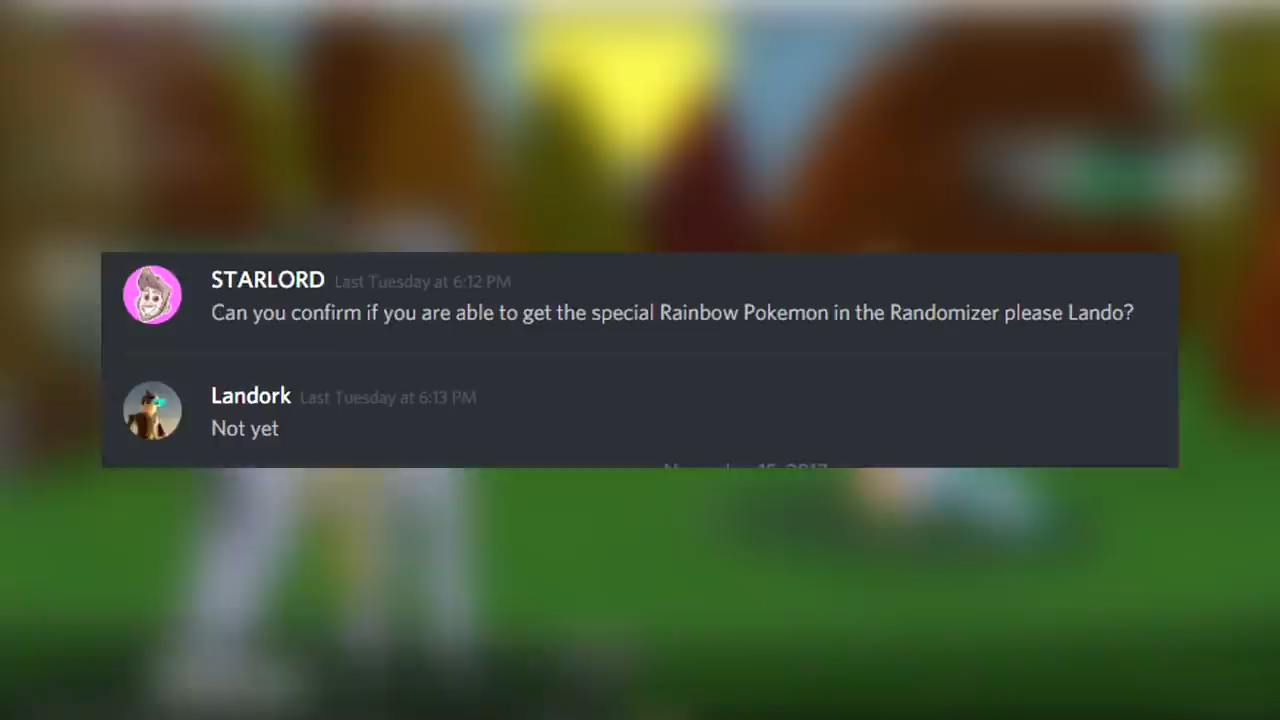 STARLORD Last Tuesday at 6:12 PM
Can you confirm if you are able to get the special Rainbow Pokemon in the Randomizer please Lando?
Landork Last Tuesday at 6:13 PM
Not yet